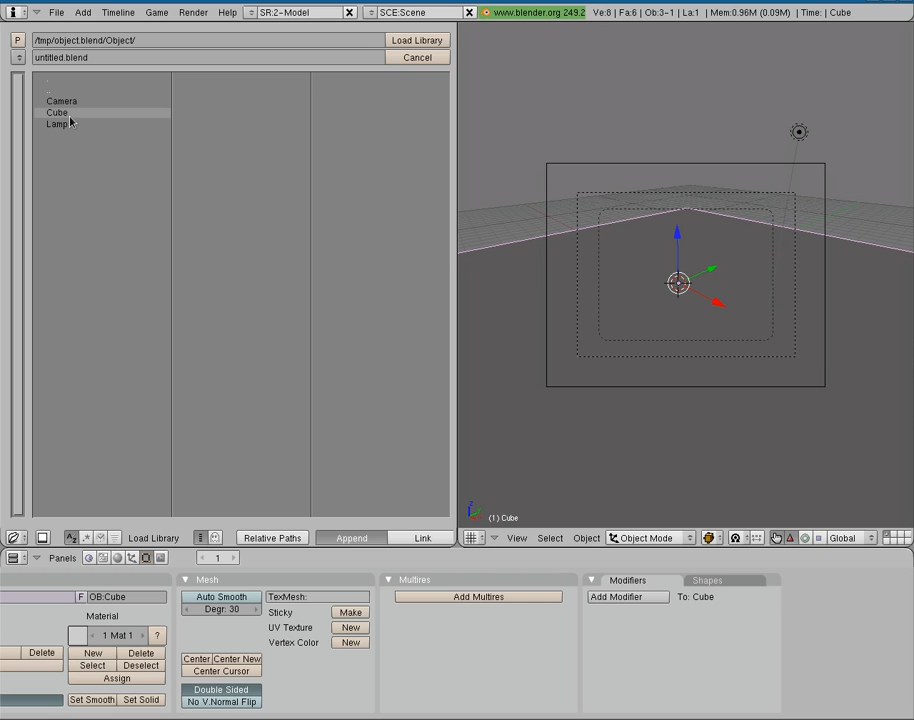 File Add Timeline Game Render Help SR:2-Model SCE:Scene www.blender.org 249.2 Ve:8 | Fa:6 | Ob:3-1 | La:1 | Mem:0.96M (0.09M) | Time: | Cube
P /tmp/object.blend/Object/ Load Library
untitled.blend Cancel
.
..
Camera
Cube
Lamp
(1) Cube
Load Library Relative Paths Append Link
View Select Object Object Mode Global
Panels 1
F OB:Cube
Material
1 Mat 1 ?
Delete New Delete
Select Deselect
Assign
Set Smooth Set Solid
Mesh
Auto Smooth TexMesh:
Degr: 30 Sticky Make
UV Texture New
Vertex Color New
Center Center New
Center Cursor
Double Sided
No V.Normal Flip
Multires
Add Multires
Modifiers Shapes
Add Modifier To: Cube